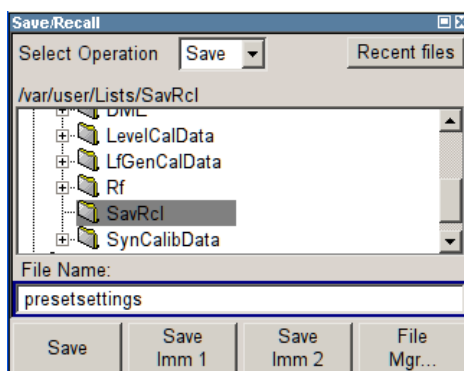 Save/Recall
Select Operation Save Recent files
/var/user/Lists/SavRcl
DME
LevelCalData
LfGenCalData
Rf
SavRcl
SynCalibData
File Name:
presetsettings
Save
Save Imm 1
Save Imm 2
File Mgr...